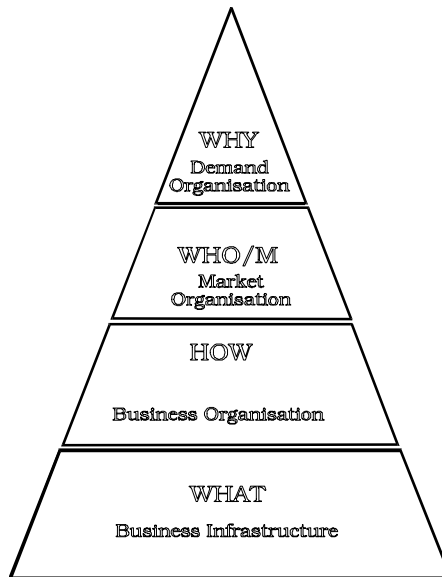 WHY
Demand
Organisation
WHO/M
Market
Organisation
HOW
Business Organisation
WHAT
Business Infrastructure